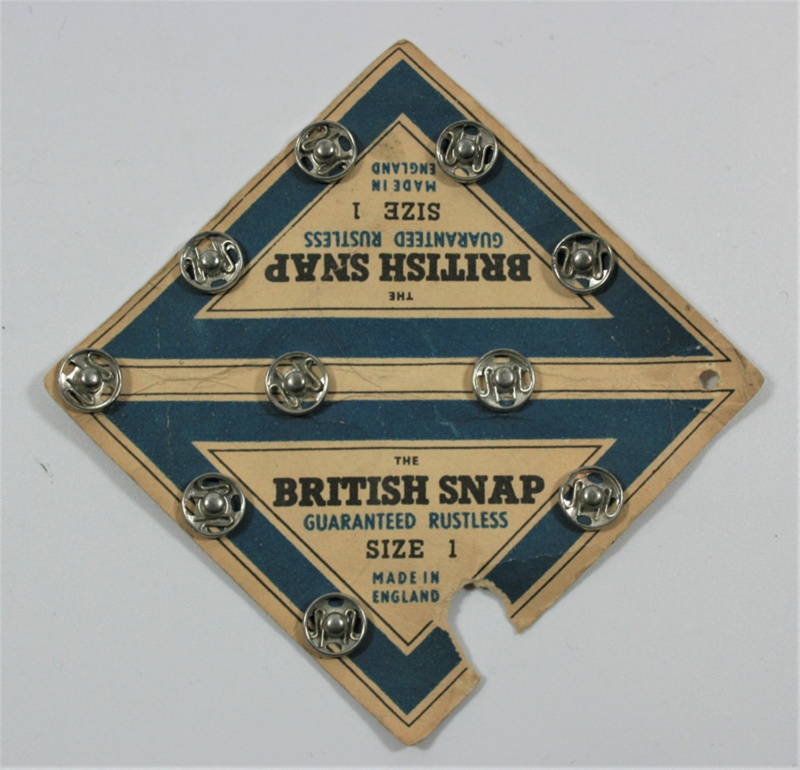 THE
BRITISH SNAP
GUARANTEED RUSTLESS
SIZE 1
MADE IN
ENGLAND
THE
BRITISH SNAP
GUARANTEED RUSTLESS
SIZE 1
MADE IN
ENGLAND